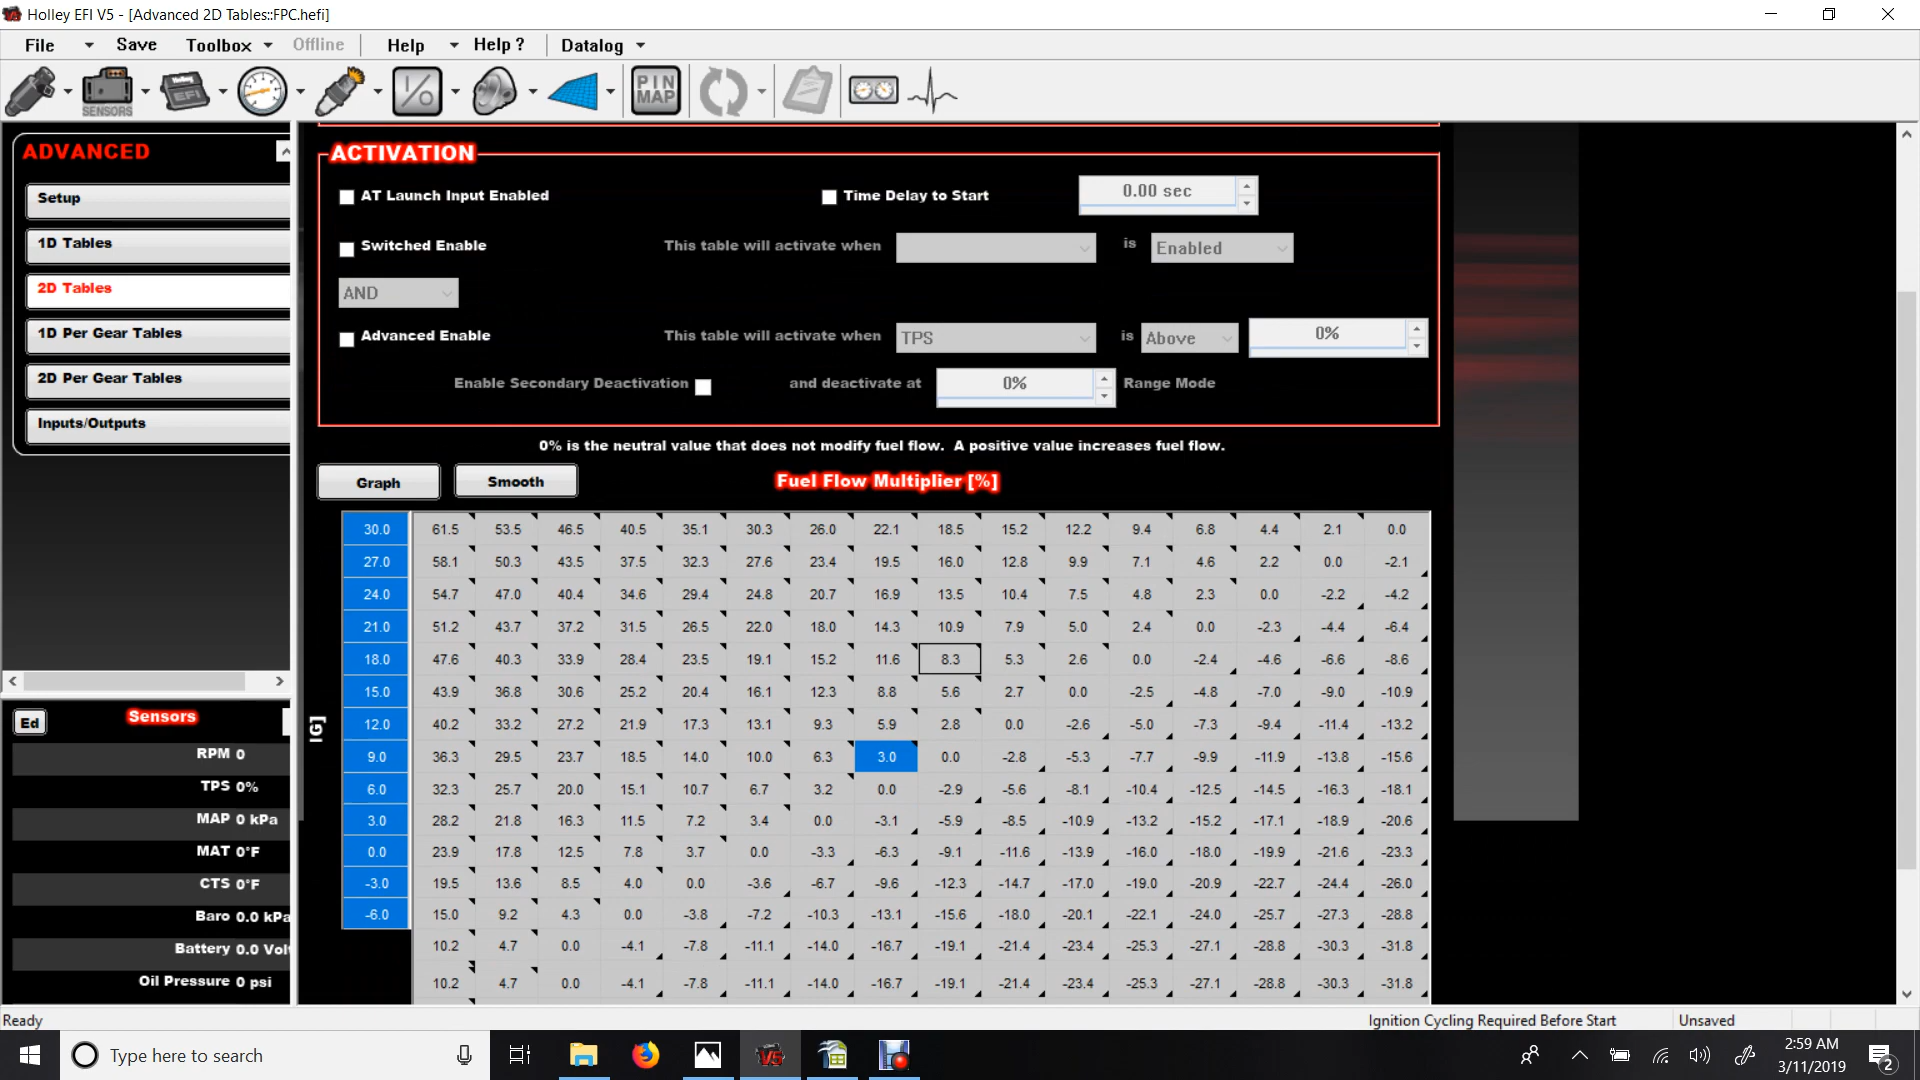 Holley EFI V5 - [Advanced 2D Tables::FPC.hefi]
File Save Toolbox Offline Help Help ? Datalog
SENSORS Holley EFI I/O PIN MAP
ADVANCED
Setup
1D Tables
2D Tables
1D Per Gear Tables
2D Per Gear Tables
Inputs/Outputs
Ed Sensors
RPM 0
TPS 0%
MAP 0 kPa
MAT 0°F
CTS 0°F
Baro 0.0 kPa
Battery 0.0 Vol
Oil Pressure 0 psi
ACTIVATION
AT Launch Input Enabled Time Delay to Start 0.00 sec
Switched Enable This table will activate when is Enabled
AND
Advanced Enable This table will activate when TPS is Above 0%
Enable Secondary Deactivation and deactivate at 0% Range Mode
0% is the neutral value that does not modify fuel flow. A positive value increases fuel flow.
Graph Smooth Fuel Flow Multiplier [%]
IG]
30.0 61.5 53.5 46.5 40.5 35.1 30.3 26.0 22.1 18.5 15.2 12.2 9.4 6.8 4.4 2.1 0.0
27.0 58.1 50.3 43.5 37.5 32.3 27.6 23.4 19.5 16.0 12.8 9.9 7.1 4.6 2.2 0.0 -2.1
24.0 54.7 47.0 40.4 34.6 29.4 24.8 20.7 16.9 13.5 10.4 7.5 4.8 2.3 0.0 -2.2 -4.2
21.0 51.2 43.7 37.2 31.5 26.5 22.0 18.0 14.3 10.9 7.9 5.0 2.4 0.0 -2.3 -4.4 -6.4
18.0 47.6 40.3 33.9 28.4 23.5 19.1 15.2 11.6 8.3 5.3 2.6 0.0 -2.4 -4.6 -6.6 -8.6
15.0 43.9 36.8 30.6 25.2 20.4 16.1 12.3 8.8 5.6 2.7 0.0 -2.5 -4.8 -7.0 -9.0 -10.9
12.0 40.2 33.2 27.2 21.9 17.3 13.1 9.3 5.9 2.8 0.0 -2.6 -5.0 -7.3 -9.4 -11.4 -13.2
9.0 36.3 29.5 23.7 18.5 14.0 10.0 6.3 3.0 0.0 -2.8 -5.3 -7.7 -9.9 -11.9 -13.8 -15.6
6.0 32.3 25.7 20.0 15.1 10.7 6.7 3.2 0.0 -2.9 -5.6 -8.1 -10.4 -12.5 -14.5 -16.3 -18.1
3.0 28.2 21.8 16.3 11.5 7.2 3.4 0.0 -3.1 -5.9 -8.5 -10.9 -13.2 -15.2 -17.1 -18.9 -20.6
0.0 23.9 17.8 12.5 7.8 3.7 0.0 -3.3 -6.3 -9.1 -11.6 -13.9 -16.0 -18.0 -19.9 -21.6 -23.3
-3.0 19.5 13.6 8.5 4.0 0.0 -3.6 -6.7 -9.6 -12.3 -14.7 -17.0 -19.0 -20.9 -22.7 -24.4 -26.0
-6.0 15.0 9.2 4.3 0.0 -3.8 -7.2 -10.3 -13.1 -15.6 -18.0 -20.1 -22.1 -24.0 -25.7 -27.3 -28.8
10.2 4.7 0.0 -4.1 -7.8 -11.1 -14.0 -16.7 -19.1 -21.4 -23.4 -25.3 -27.1 -28.8 -30.3 -31.8
10.2 4.7 0.0 -4.1 -7.8 -11.1 -14.0 -16.7 -19.1 -21.4 -23.4 -25.3 -27.1 -28.8 -30.3 -31.8
Ready Ignition Cycling Required Before Start Unsaved
Type here to search V5 2:59 AM
3/11/2019 2